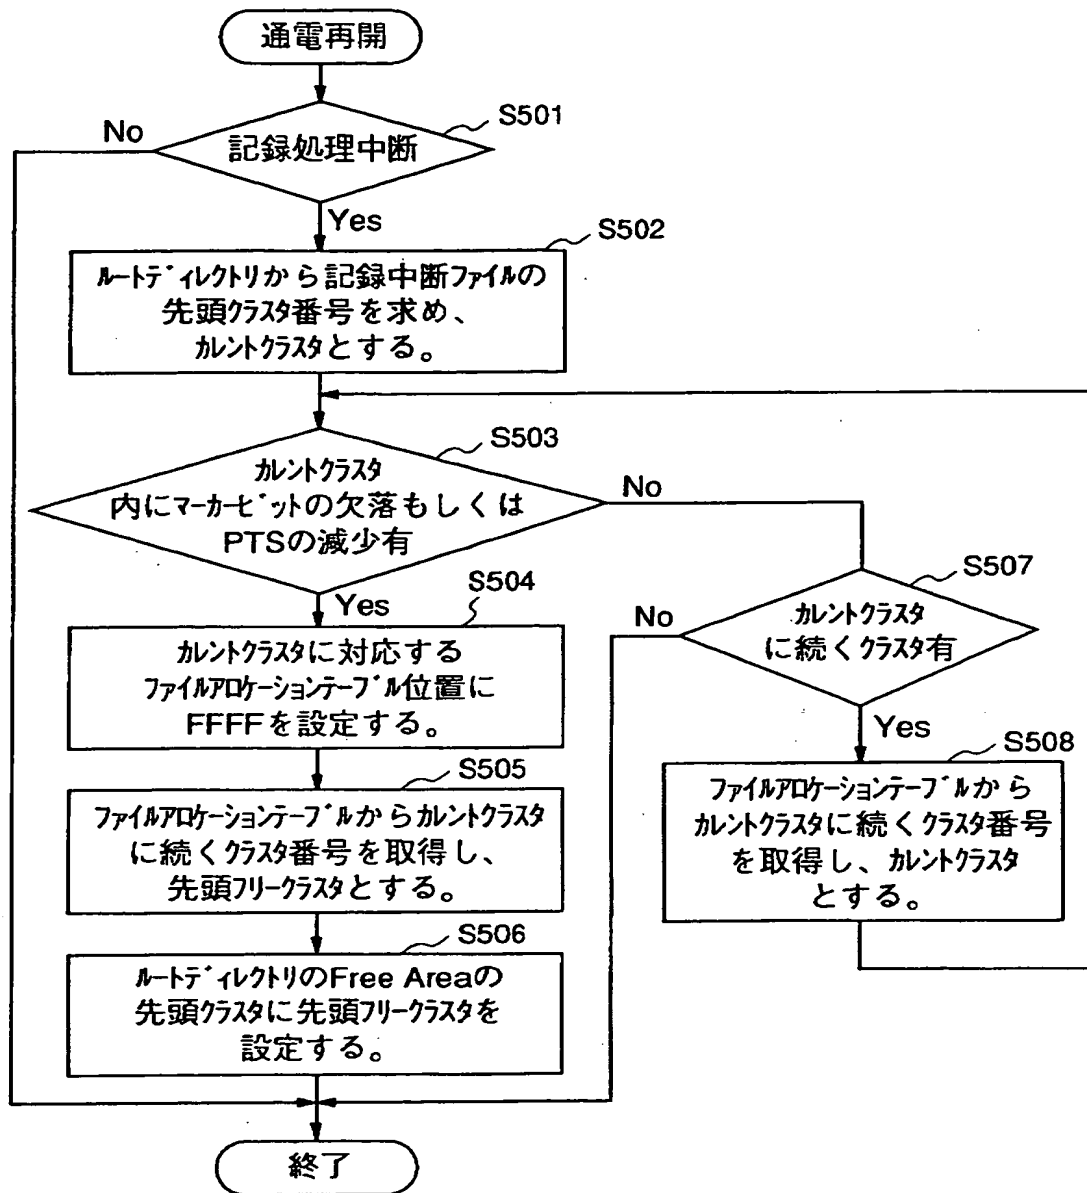 通電再開
S501
No
記録処理中断
Yes
S502
ルートディレクトリから記録中断ファイルの
先頭クラスタ番号を求め、
カレントクラスタとする。
S503
カレントクラスタ
内にマーカービットの欠落もしくは
PTSの減少有
No
Yes
S504
カレントクラスタに対応する
ファイルアロケーションテーブル位置に
FFFFを設定する。
S505
ファイルアロケーションテーブルからカレントクラスタ
に続くクラスタ番号を取得し、
先頭フリークラスタとする。
S506
ルートディレクトリのFree Areaの
先頭クラスタに先頭フリークラスタを
設定する。
S507
No
カレントクラスタ
に続くクラスタ有
Yes
S508
ファイルアロケーションテーブルから
カレントクラスタに続くクラスタ番号
を取得し、カレントクラスタ
とする。
終了